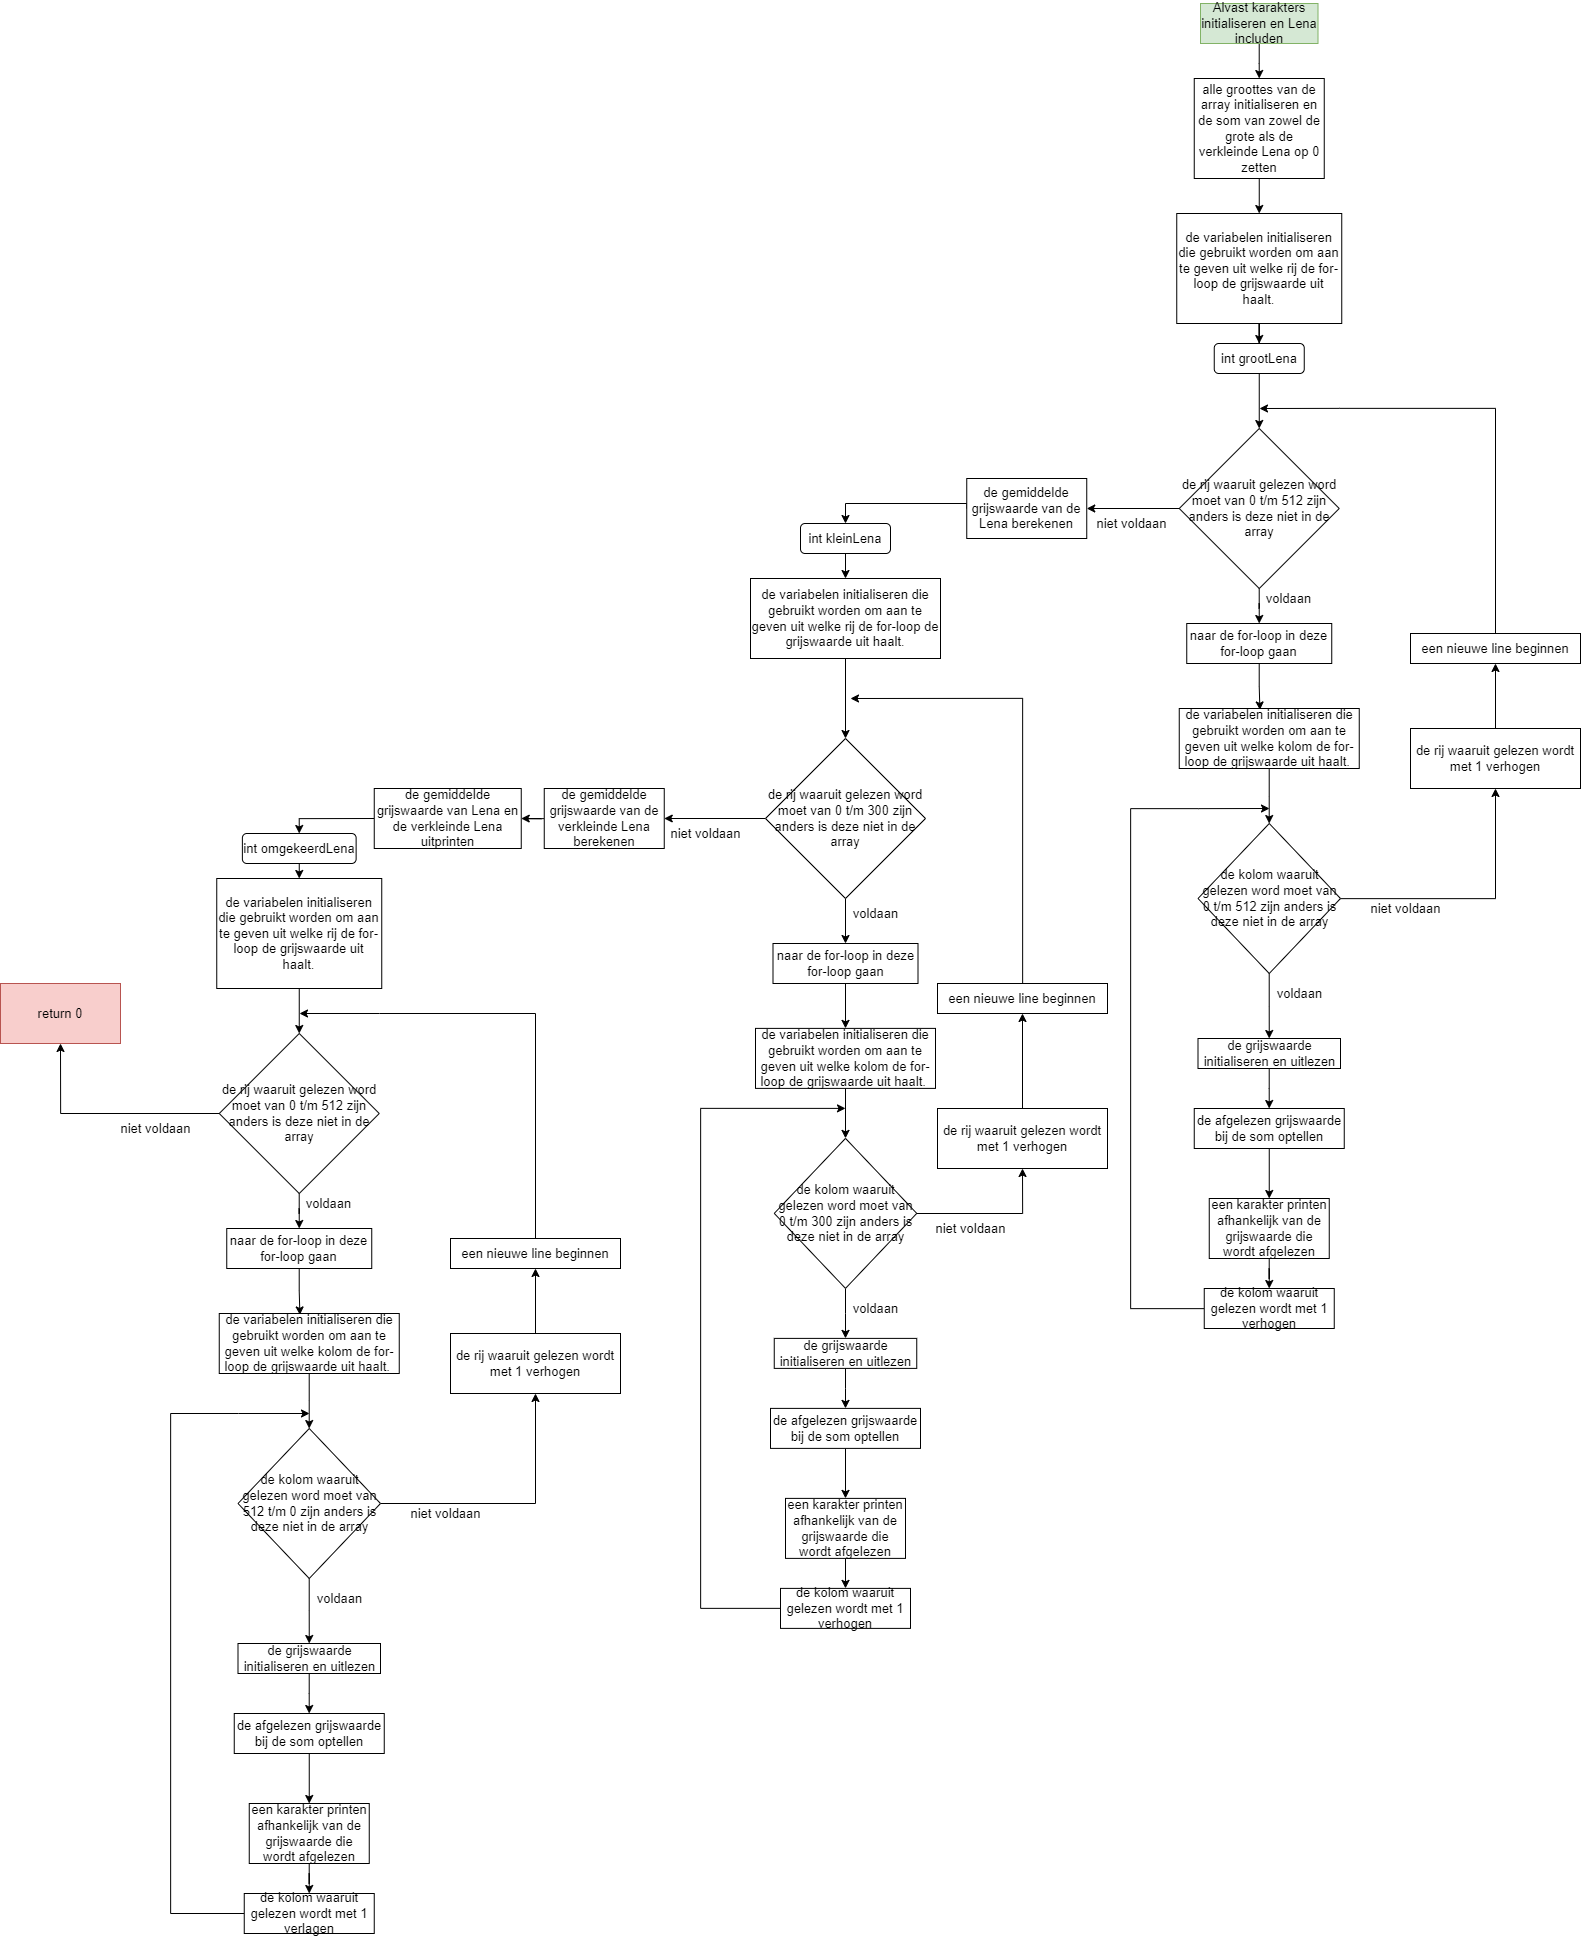 Alvast karakters
initialiseren en Lena
includen
alle groottes van de
array initialiseren en
de som van zowel de
grote als de
verkleinde Lena op 0
zetten
de variabelen initialiseren
die gebruikt worden om aan
te geven uit welke rij de for-
loop de grijswaarde uit
haalt.
int grootLena
de rij waaruit gelezen word
moet van 0 t/m 512 zijn
anders is deze niet in de
array
niet voldaan
voldaan
naar de for-loop in deze
for-loop gaan
de variabelen initialiseren die
gebruikt worden om aan te
geven uit welke kolom de for-
loop de grijswaarde uit haalt.
de kolom waaruit
gelezen word moet van
0 t/m 512 zijn anders is
deze niet in de array
niet voldaan
de rij waaruit gelezen wordt
met 1 verhogen
een nieuwe line beginnen
voldaan
de grijswaarde
initialiseren en uitlezen
de afgelezen grijswaarde
bij de som optellen
een karakter printen
afhankelijk van de
grijswaarde die
wordt afgelezen
de kolom waaruit
gelezen wordt met 1
verhogen
de gemiddelde
grijswaarde van de
Lena berekenen
int kleinLena
de variabelen initialiseren die
gebruikt worden om aan te
geven uit welke rij de for-loop de
grijswaarde uit haalt.
de rij waaruit gelezen word
moet van 0 t/m 300 zijn
anders is deze niet in de
array
niet voldaan
voldaan
naar de for-loop in deze
for-loop gaan
de variabelen initialiseren die
gebruikt worden om aan te
geven uit welke kolom de for-
loop de grijswaarde uit haalt.
de kolom waaruit
gelezen word moet van
0 t/m 300 zijn anders is
deze niet in de array
niet voldaan
de rij waaruit gelezen wordt
met 1 verhogen
een nieuwe line beginnen
voldaan
de grijswaarde
initialiseren en uitlezen
de afgelezen grijswaarde
bij de som optellen
een karakter printen
afhankelijk van de
grijswaarde die
wordt afgelezen
de kolom waaruit
gelezen wordt met 1
verhogen
de gemiddelde
grijswaarde van de
verkleinde Lena
berekenen
de gemiddelde
grijswaarde van Lena en
de verkleinde Lena
uitprinten
int omgekeerdLena
de variabelen initialiseren
die gebruikt worden om aan
te geven uit welke rij de for-
loop de grijswaarde uit
haalt.
de rij waaruit gelezen word
moet van 0 t/m 512 zijn
anders is deze niet in de
array
niet voldaan
return 0
voldaan
naar de for-loop in deze
for-loop gaan
de variabelen initialiseren die
gebruikt worden om aan te
geven uit welke kolom de for-
loop de grijswaarde uit haalt.
de kolom waaruit
gelezen word moet van
512 t/m 0 zijn anders is
deze niet in de array
niet voldaan
de rij waaruit gelezen wordt
met 1 verhogen
een nieuwe line beginnen
voldaan
de grijswaarde
initialiseren en uitlezen
de afgelezen grijswaarde
bij de som optellen
een karakter printen
afhankelijk van de
grijswaarde die
wordt afgelezen
de kolom waaruit
gelezen wordt met 1
verlagen